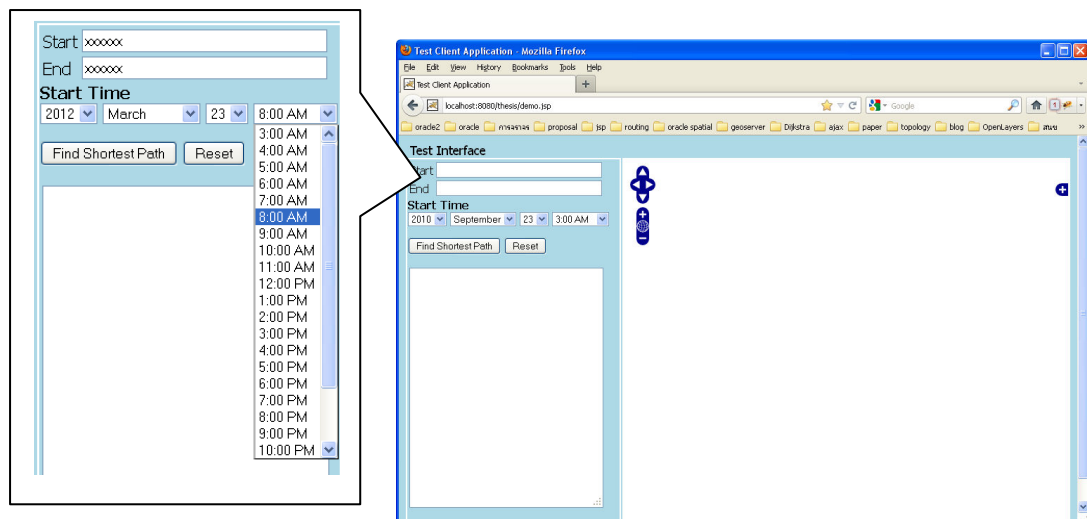 Start xxxxxx
End xxxxxx
Start Time
2012 March 23 8:00 AM
3:00 AM
4:00 AM
Find Shortest Path Reset
5:00 AM
6:00 AM
7:00 AM
8:00 AM
9:00 AM
10:00 AM
11:00 AM
12:00 PM
1:00 PM
2:00 PM
3:00 PM
4:00 PM
5:00 PM
6:00 PM
7:00 PM
8:00 PM
9:00 PM
10:00 PM
Test Client Application - Mozilla Firefox
File Edit View History Bookmarks Tools Help
Test Client Application
localhost:8080/thesis/demo.jsp Google
oracle2 oracle proposal jsp routing oracle spatial geoserver Dijkstra ajax paper topology blog OpenLayers
Test Interface
Start
End
Start Time
2010 September 23 3:00 AM
Find Shortest Path Reset